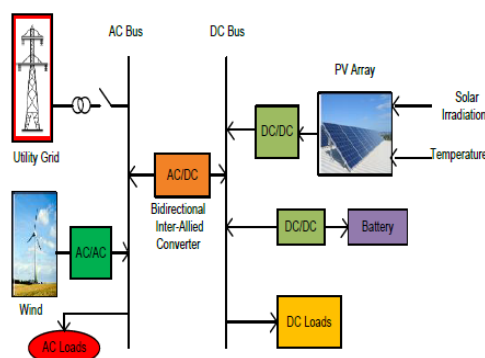 AC Bus
DC Bus
PV Array
Solar
Irradiation
Temperature
DC/DC
Utility Grid
AC/DC
Bidirectional
Inter-Allied
Converter
DC/DC
Battery
AC/AC
Wind
AC Loads
DC Loads